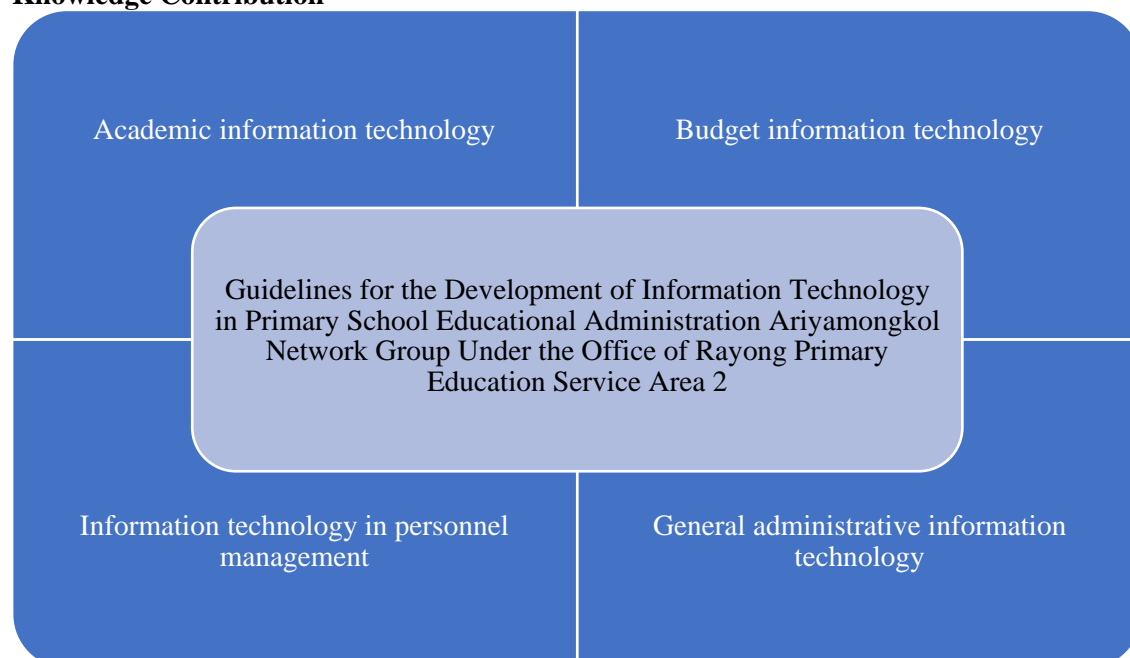 Knowledge Contribution
Academic information technology
Budget information technology
Guidelines for the Development of Information Technology
in Primary School Educational Administration Ariyamongkol
Network Group Under the Office of Rayong Primary
Education Service Area 2
Information technology in personnel
management
General administrative information
technology